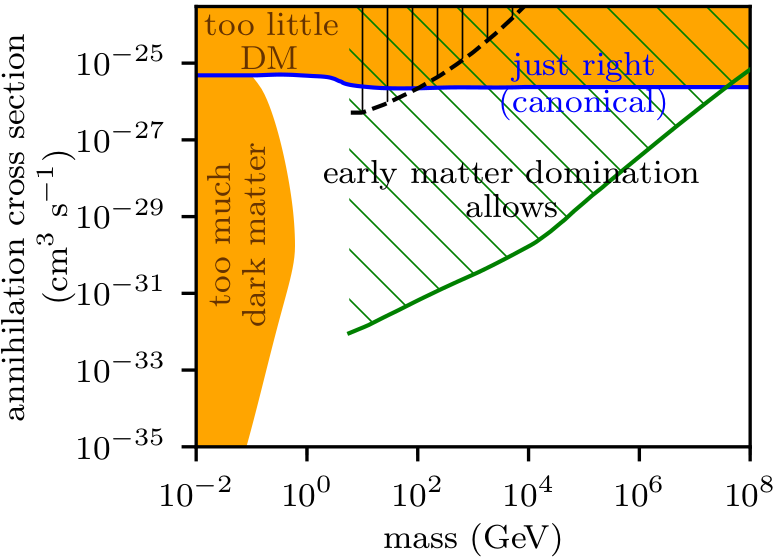 too little
DM
just right
(canonical)
early matter domination
allows
too much
dark matter
annihilation cross section
(cm³ s⁻¹)
10⁻²⁵
10⁻²⁷
10⁻²⁹
10⁻³¹
10⁻³³
10⁻³⁵
10⁻² 10⁰ 10² 10⁴ 10⁶ 10⁸
mass (GeV)